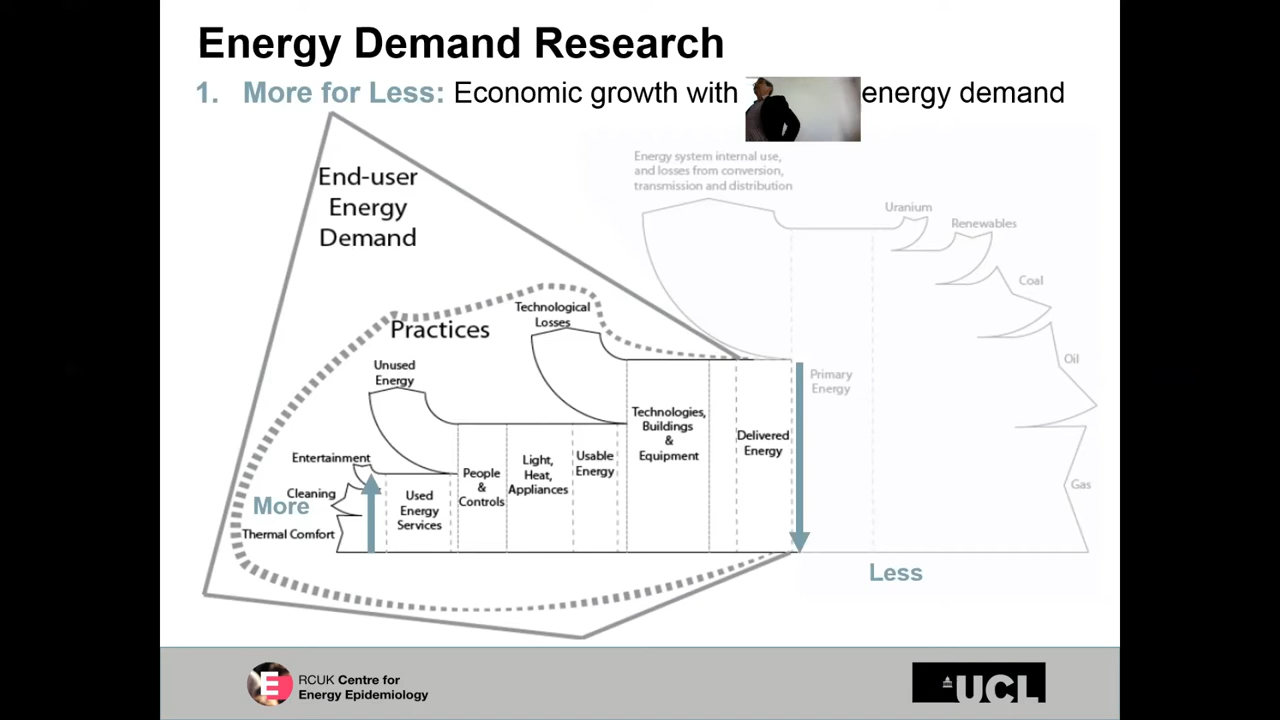 Energy Demand Research
1. More for Less: Economic growth with energy demand
End-user
Energy
Demand
Energy system internal use,
and losses from conversion,
transmission and distribution
Uranium
Renewables
Coal
Oil
Gas
Primary
Energy
Practices
Technological
Losses
Unused
Energy
Technologies,
Buildings
&
Equipment
Delivered
Energy
Usable
Energy
Light,
Heat,
Appliances
People
&
Controls
Used
Energy
Services
Entertainment
Cleaning
More
Thermal Comfort
Less
RCUK Centre for
Energy Epidemiology
UCL